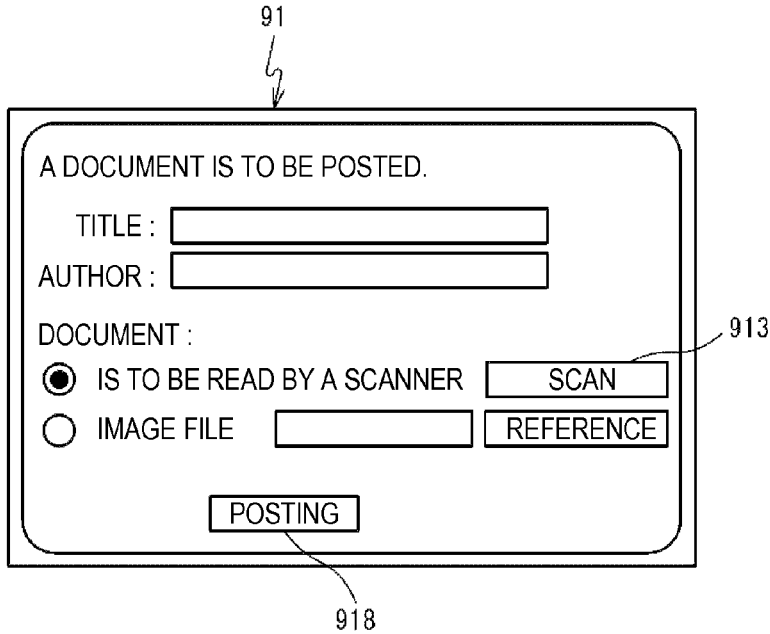 91
A DOCUMENT IS TO BE POSTED.
TITLE :
AUTHOR :
DOCUMENT :
913
IS TO BE READ BY A SCANNER SCAN
IMAGE FILE REFERENCE
POSTING
918